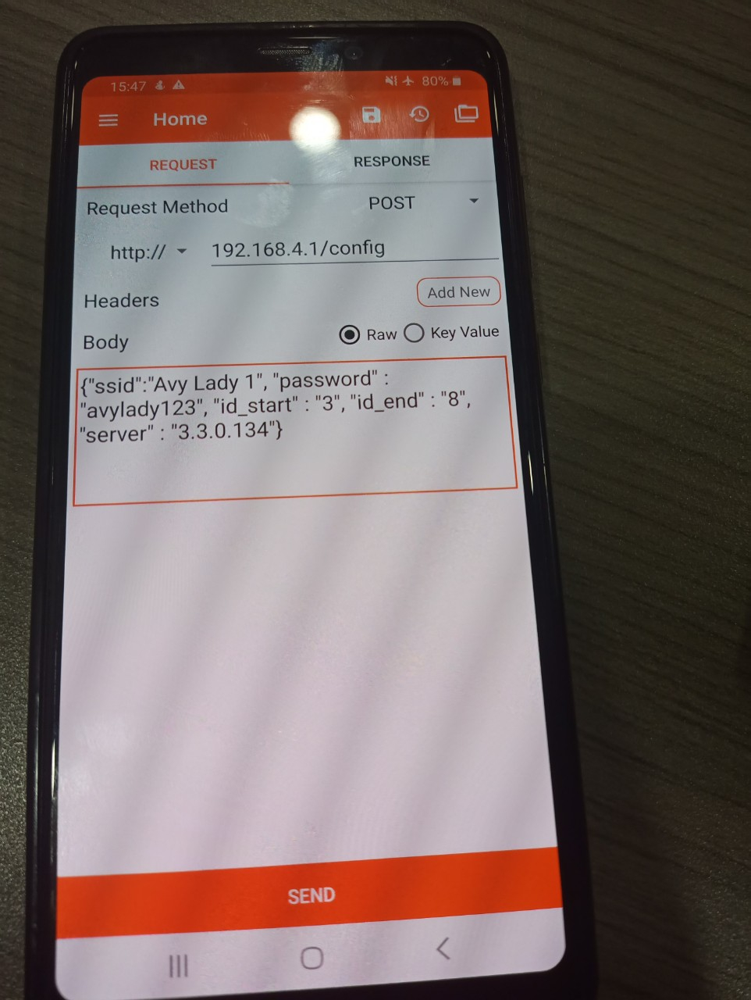 15:47 80%
Home
REQUEST RESPONSE
Request Method POST
http:// 192.168.4.1/config
Headers Add New
Body Raw Key Value
{"ssid":"Avy Lady 1", "password" :
"avylady123", "id_start" : "3", "id_end" : "8",
"server" : "3.3.0.134"}
SEND